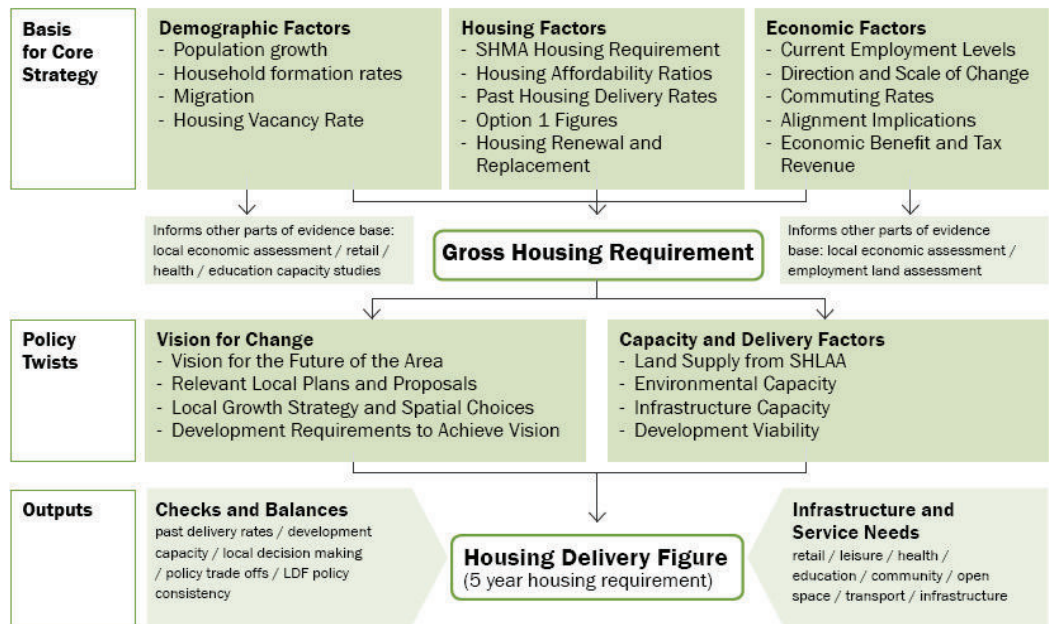 Basis
for Core
Strategy
Demographic Factors
- Population growth
- Household formation rates
- Migration
- Housing Vacancy Rate
Housing Factors
- SHMA Housing Requirement
- Housing Affordability Ratios
- Past Housing Delivery Rates
- Option 1 Figures
- Housing Renewal and
Replacement
Economic Factors
- Current Employment Levels
- Direction and Scale of Change
- Commuting Rates
- Alignment Implications
- Economic Benefit and Tax
Revenue
Informs other parts of evidence base:
local economic assessment / retail /
health / education capacity studies
Gross Housing Requirement
Informs other parts of evidence
base: local economic assessment /
employment land assessment
Policy
Twists
Vision for Change
- Vision for the Future of the Area
- Relevant Local Plans and Proposals
- Local Growth Strategy and Spatial Choices
- Development Requirements to Achieve Vision
Capacity and Delivery Factors
- Land Supply from SHLAA
- Environmental Capacity
- Infrastructure Capacity
- Development Viability
Outputs
Checks and Balances
past delivery rates / development
capacity / local decision making
/ policy trade offs / LDF policy
consistency
Housing Delivery Figure
(5 year housing requirement)
Infrastructure and
Service Needs
retail / leisure / health /
education / community / open
space / transport / infrastructure